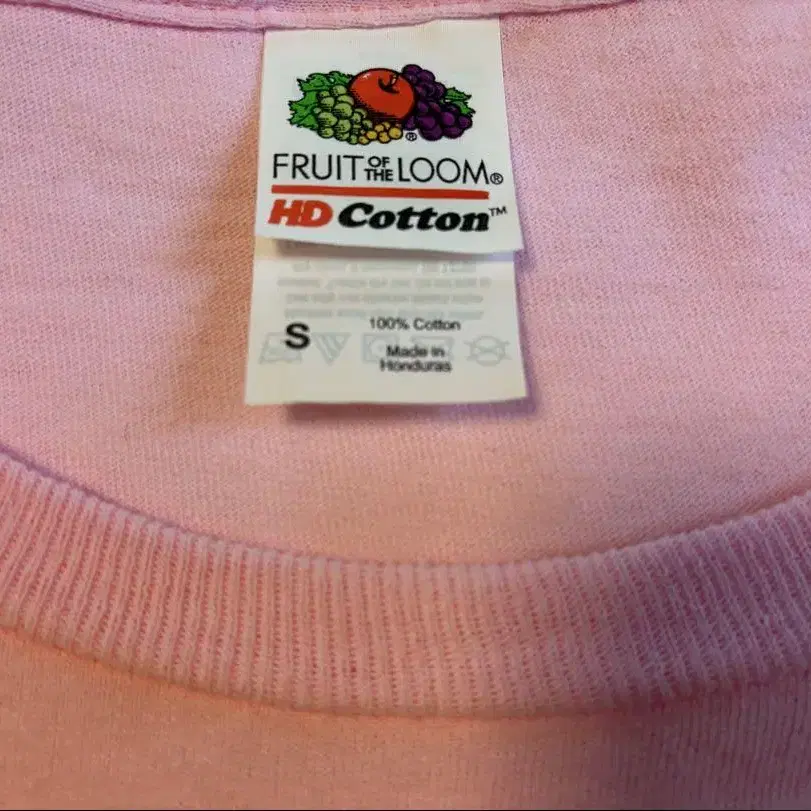 FRUIT OF THE LOOM®
HD Cotton™
S
100% Cotton
Made in
Honduras